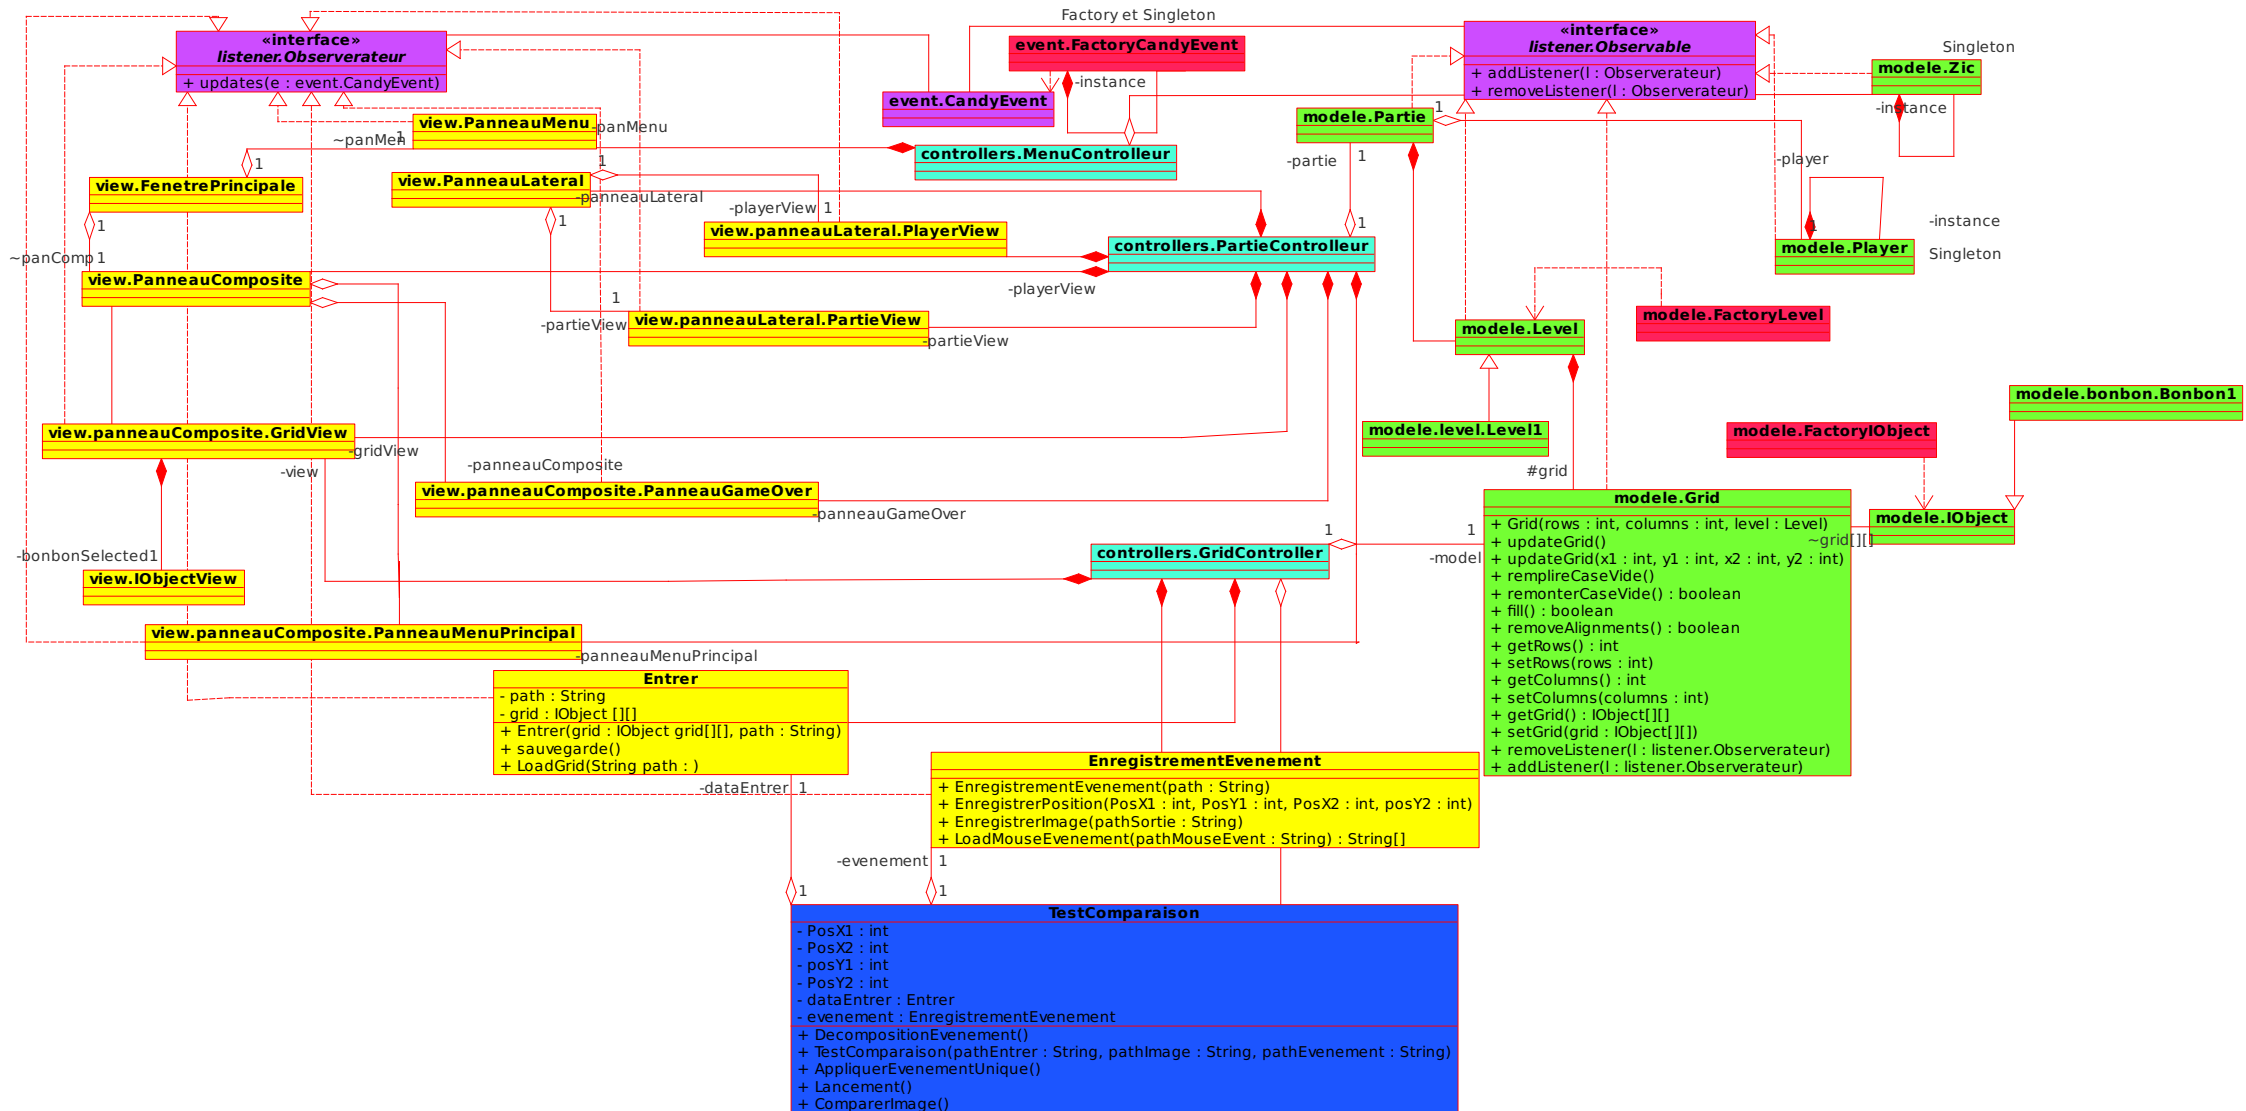 Factory et Singleton
«interface»
listener.Observerateur
+ updates(e : event.CandyEvent)
event.FactoryCandyEvent
-instance
event.CandyEvent
«interface»
listener.Observable
+ addListener(l : Observerateur)
+ removeListener(l : Observerateur)
Singleton
modele.Zic
-instance
view.PanneauMenu
-panMenu
~panMen
1
controllers.MenuControlleur
modele.Partie
1
-partie
1
-player
view.FenetrePrincipale
1
1
view.PanneauLateral
1
-panneauLateral
1
-playerView
1
view.panneauLateral.PlayerView
controllers.PartieControlleur
1
-instance
1
modele.Player
Singleton
~panComp
1
view.PanneauComposite
-playerView
1
-partieView
view.panneauLateral.PartieView
-partieView
modele.Level
modele.FactoryLevel
modele.bonbon.Bonbon1
modele.level.Level1
modele.FactoryIObject
view.panneauComposite.GridView
-gridView
-view
-panneauComposite
view.panneauComposite.PanneauGameOver
-panneauGameOver
#grid
modele.Grid
+ Grid(rows : int, columns : int, level : Level)
+ updateGrid()
+ updateGrid(x1 : int, y1 : int, x2 : int, y2 : int)
+ remplireCaseVide()
+ remonterCaseVide() : boolean
+ fill() : boolean
+ removeAlignments() : boolean
+ getRows() : int
+ setRows(rows : int)
+ getColumns() : int
+ setColumns(columns : int)
+ getGrid() : IObject[][]
+ setGrid(grid : IObject[][])
+ removeListener(l : listener.Observerateur)
+ addListener(l : listener.Observerateur)
modele.IObject
~grid[][]
1
1
-model
controllers.GridController
-bonbonSelected1
view.IObjectView
view.panneauComposite.PanneauMenuPrincipal
-panneauMenuPrincipal
Entrer
- path : String
- grid : IObject [][]
+ Entrer(grid : IObject grid[][], path : String)
+ sauvegarde()
+ LoadGrid(String path : )
-dataEntrer
1
EnregistrementEvenement
+ EnregistrementEvenement(path : String)
+ EnregistrerPosition(PosX1 : int, PosY1 : int, PosX2 : int, posY2 : int)
+ EnregistrerImage(pathSortie : String)
+ LoadMouseEvenement(pathMouseEvent : String) : String[]
-evenement
1
1
1
TestComparaison
- PosX1 : int
- PosX2 : int
- posY1 : int
- PosY2 : int
- dataEntrer : Entrer
- evenement : EnregistrementEvenement
+ DecompositionEvenement()
+ TestComparaison(pathEntrer : String, pathImage : String, pathEvenement : String)
+ AppliquerEvenementUnique()
+ Lancement()
+ ComparerImage()